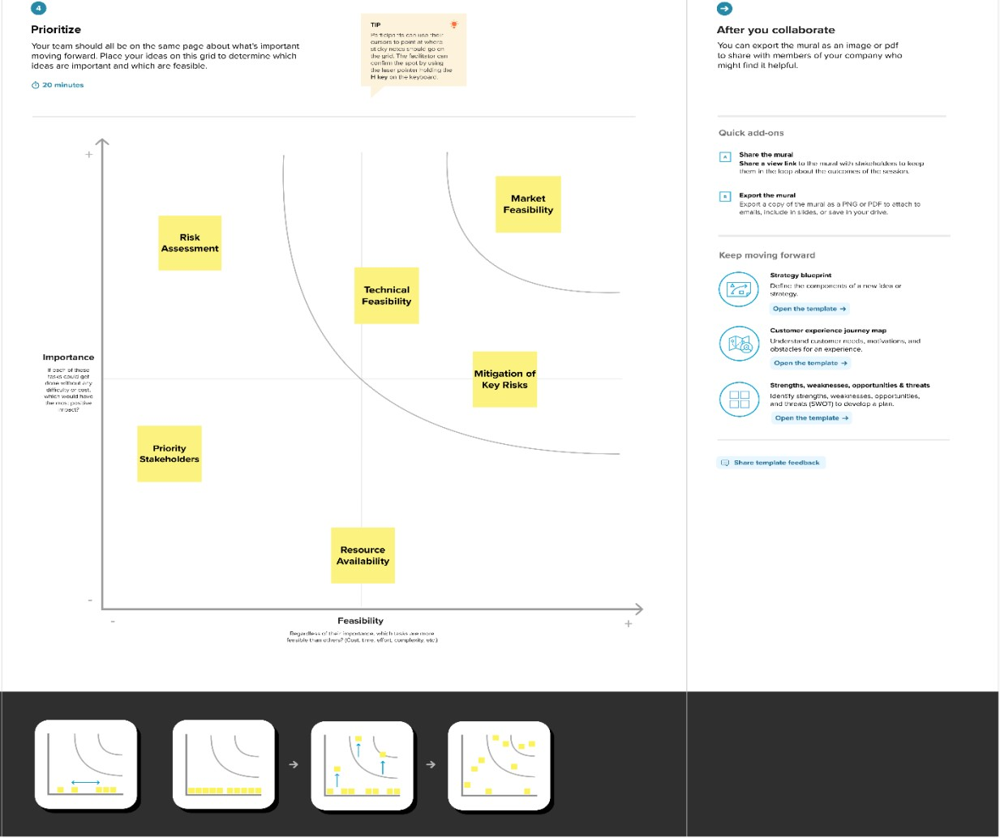 4
Prioritize
Your team should all be on the same page about what's important
moving forward. Place your ideas on this grid to determine which
ideas are important and which are feasible.
20 minutes
TIP
Participants can use their
cursors to point at where
sticky notes should go on
the grid. The facilitator can
confirm the spot by using
the laser pointer holding the
H key on the keyboard.
+
Market
Feasibility
Risk
Assessment
Technical
Feasibility
Importance
If each of these
tasks could get
done without any
difficulty or cost,
which would have
the most positive
impact?
Mitigation of
Key Risks
Priority
Stakeholders
Resource
Availability
-
-
Feasibility
+
Regardless of their importance, which tasks are more
feasible than others? (Cost, time, effort, complexity, etc.)
After you collaborate
You can export the mural as an image or pdf
to share with members of your company who
might find it helpful.
Quick add-ons
A
Share the mural
Share a view link to the mural with stakeholders to keep
them in the loop about the outcomes of the session.
B
Export the mural
Export a copy of the mural as a PNG or PDF to attach to
emails, include in slides, or save in your drive.
Keep moving forward
Strategy blueprint
Define the components of a new idea or
strategy.
Open the template →
Customer experience journey map
Understand customer needs, motivations, and
obstacles for an experience.
Open the template →
Strengths, weaknesses, opportunities & threats
Identify strengths, weaknesses, opportunities,
and threats (SWOT) to develop a plan.
Open the template →
Share template feedback